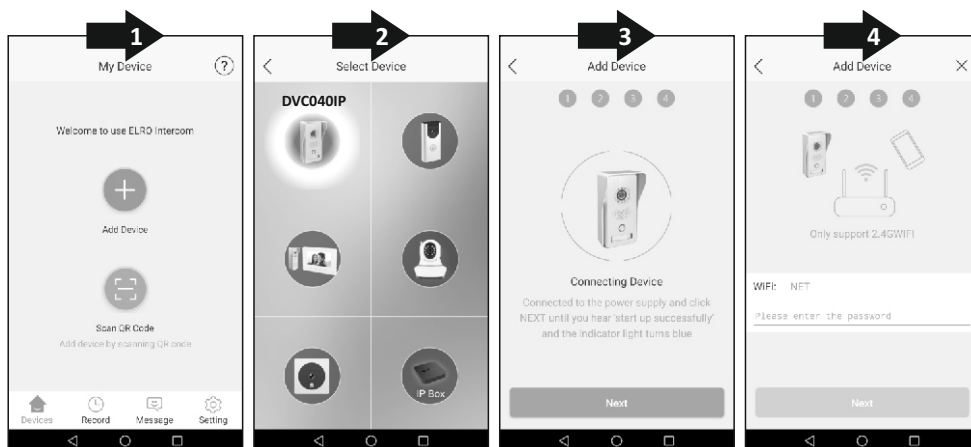 1
My Device
?
Welcome to use ELRO Intercom
Add Device
Scan QR Code
Add device by scanning QR code
Devices Record Message Setting
2
Select Device
DVC040IP
IP Box
3
Add Device
1 2 3 4
Connecting Device
Connected to the power supply and click
NEXT until you hear 'start up successfully'
and the indicator light turns blue
Next
4
Add Device
1 2 3 4
Only support 2.4GWIFI
WiFi: NET
Please enter the password
Next